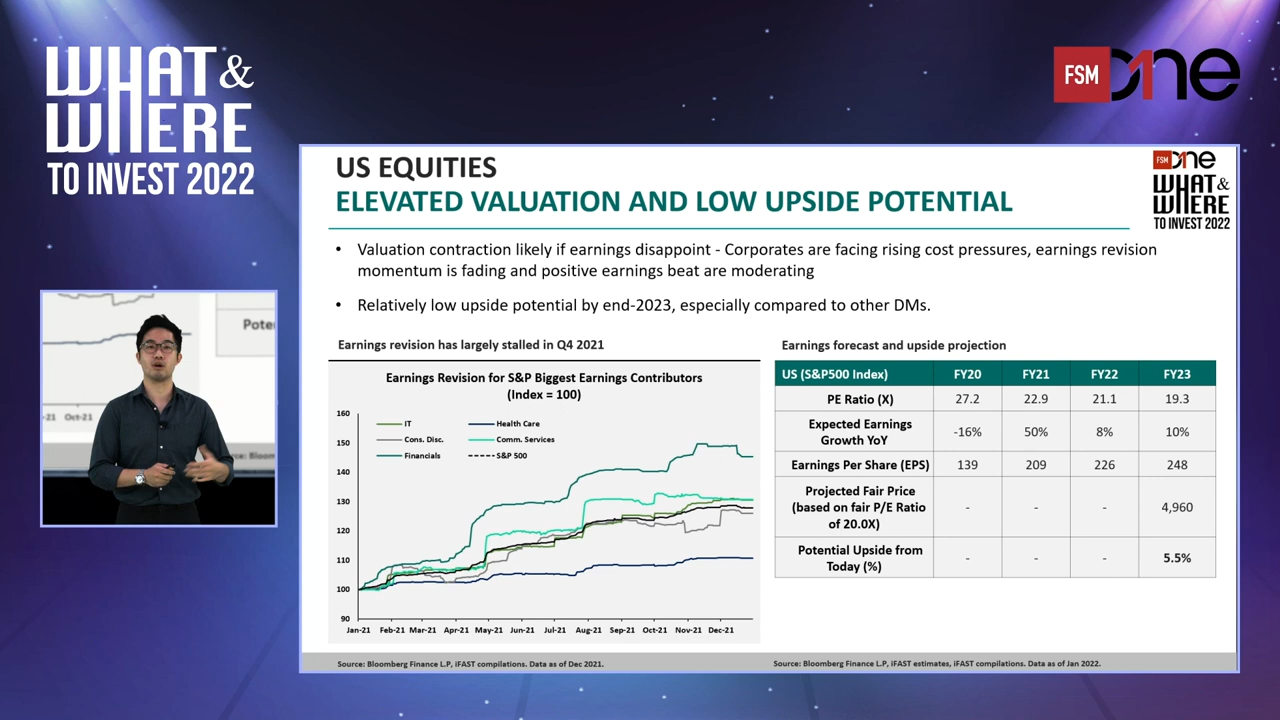 WHAT &
WHERE
TO INVEST 2022
FSM One
US EQUITIES
ELEVATED VALUATION AND LOW UPSIDE POTENTIAL
FSM One
WHAT &
WHERE
TO INVEST 2022
• Valuation contraction likely if earnings disappoint - Corporates are facing rising cost pressures, earnings revision
momentum is fading and positive earnings beat are moderating
• Relatively low upside potential by end-2023, especially compared to other DMs.
Earnings revision has largely stalled in Q4 2021
Earnings Revision for S&P Biggest Earnings Contributors
(Index = 100)
IT Health Care
Cons. Disc. Comm. Services
Financials S&P 500
160
150
140
130
120
110
100
90
Jan-21 Feb-21 Mar-21 Apr-21 May-21 Jun-21 Jul-21 Aug-21 Sep-21 Oct-21 Nov-21 Dec-21
Earnings forecast and upside projection
US (S&P500 Index) FY20 FY21 FY22 FY23
PE Ratio (X) 27.2 22.9 21.1 19.3
Expected Earnings
Growth YoY -16% 50% 8% 10%
Earnings Per Share (EPS) 139 209 226 248
Projected Fair Price
(based on fair P/E Ratio
of 20.0X) - - - 4,960
Potential Upside from
Today (%) - - - 5.5%
Source: Bloomberg Finance L.P, iFAST compilations. Data as of Dec 2021.
Source: Bloomberg Finance L.P, iFAST estimates, iFAST compilations. Data as of Jan 2022.
Poter
-21 Oct-21
rce: Bloom